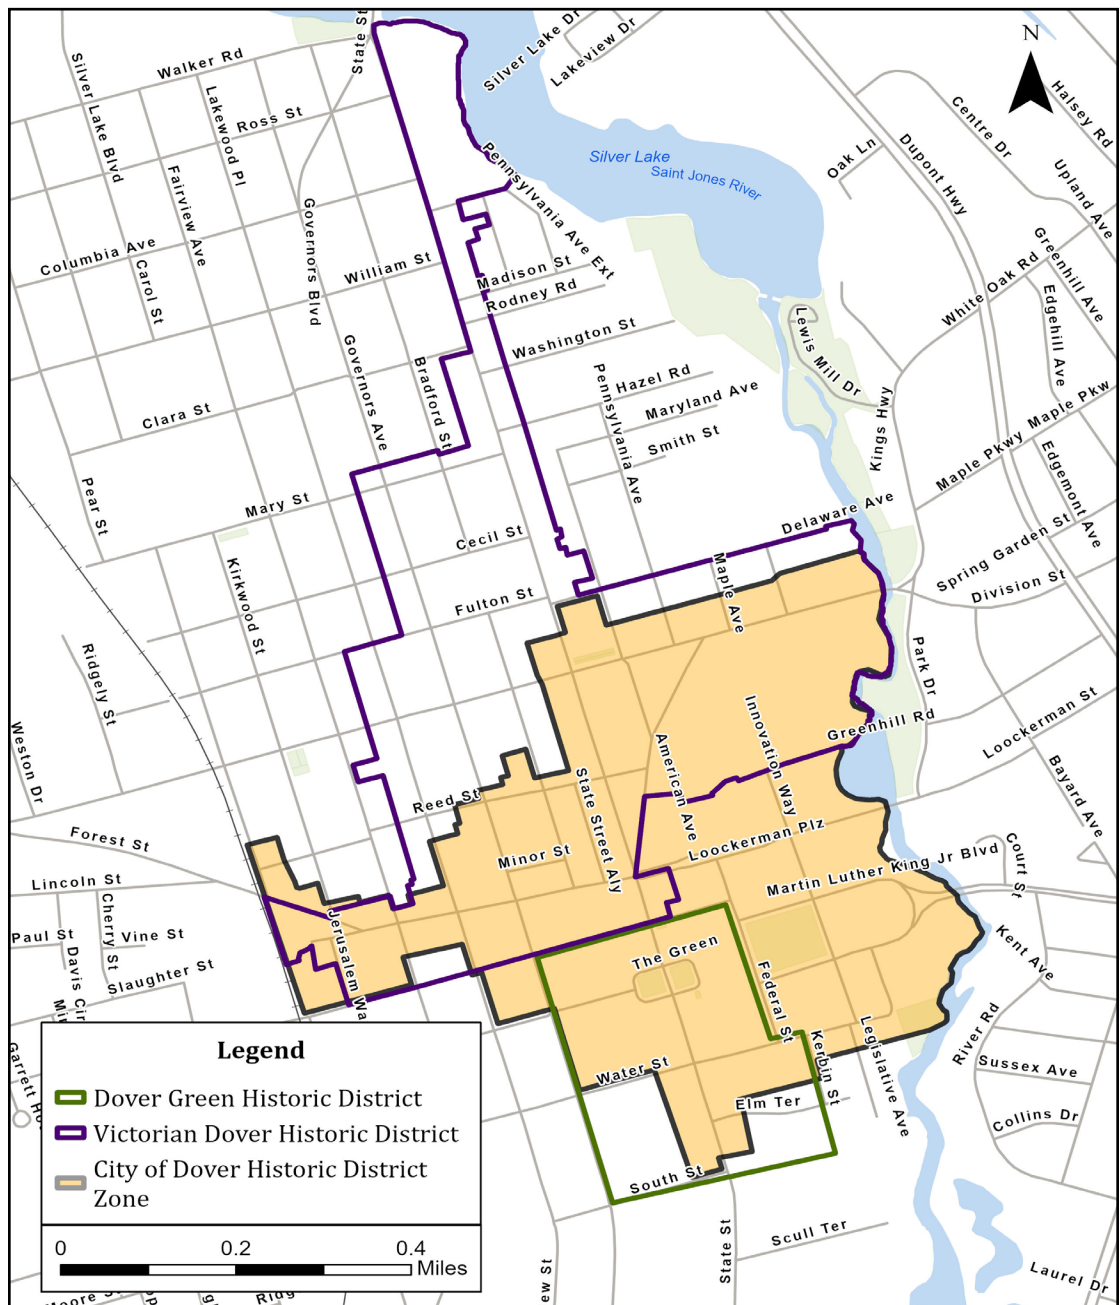 State St
Silver Lake Dr
Lakeview Dr
N
Walker Rd
Silver Lake Blvd
Lakewood Pl
Ross St
Halsey Rd
Centre Dr
Dupont Hwy
Oak Ln
Silver Lake
Saint Jones River
Pennsylvania Ave Ext
Upland Ave
Fairview Ave
Governors Blvd
Columbia Ave
Carol St
William St
Madison St
Rodney Rd
White Oak Rd
Greenhill Ave
Edgehill Ave
Lewis Mill Dr
Washington St
Governors Ave
Bradford St
Pennsylvania Ave
Hazel Rd
Maryland Ave
Smith St
Kings Hwy
Maple Pkwy
Maple Pkw
Clara St
Pear St
Mary St
Edgemont Ave
Delaware Ave
Cecil St
Spring Garden St
Division St
Kirkwood St
Fulton St
Maple Ave
Ridgely St
Park Dr
Weston Dr
Innovation Way
Greenhill Rd
Loockerman St
American Ave
State Street Aly
Bayard Ave
Reed St
Forest St
Minor St
Loockerman Plz
Martin Luther King Jr Blvd
Court St
Lincoln St
Cherry St
Paul St
Vine St
Davis Cir
Slaughter St
Jerusalem Wa
The Green
Federal St
Kent Ave
River Rd
Legislative Ave
Kerbin St
Water St
Sussex Ave
Elm Ter
Collins Dr
South St
State St
Scull Ter
Laurel Dr
ew St
Legend
Dover Green Historic District
Victorian Dover Historic District
City of Dover Historic District
Zone
0 0.2 0.4
Miles